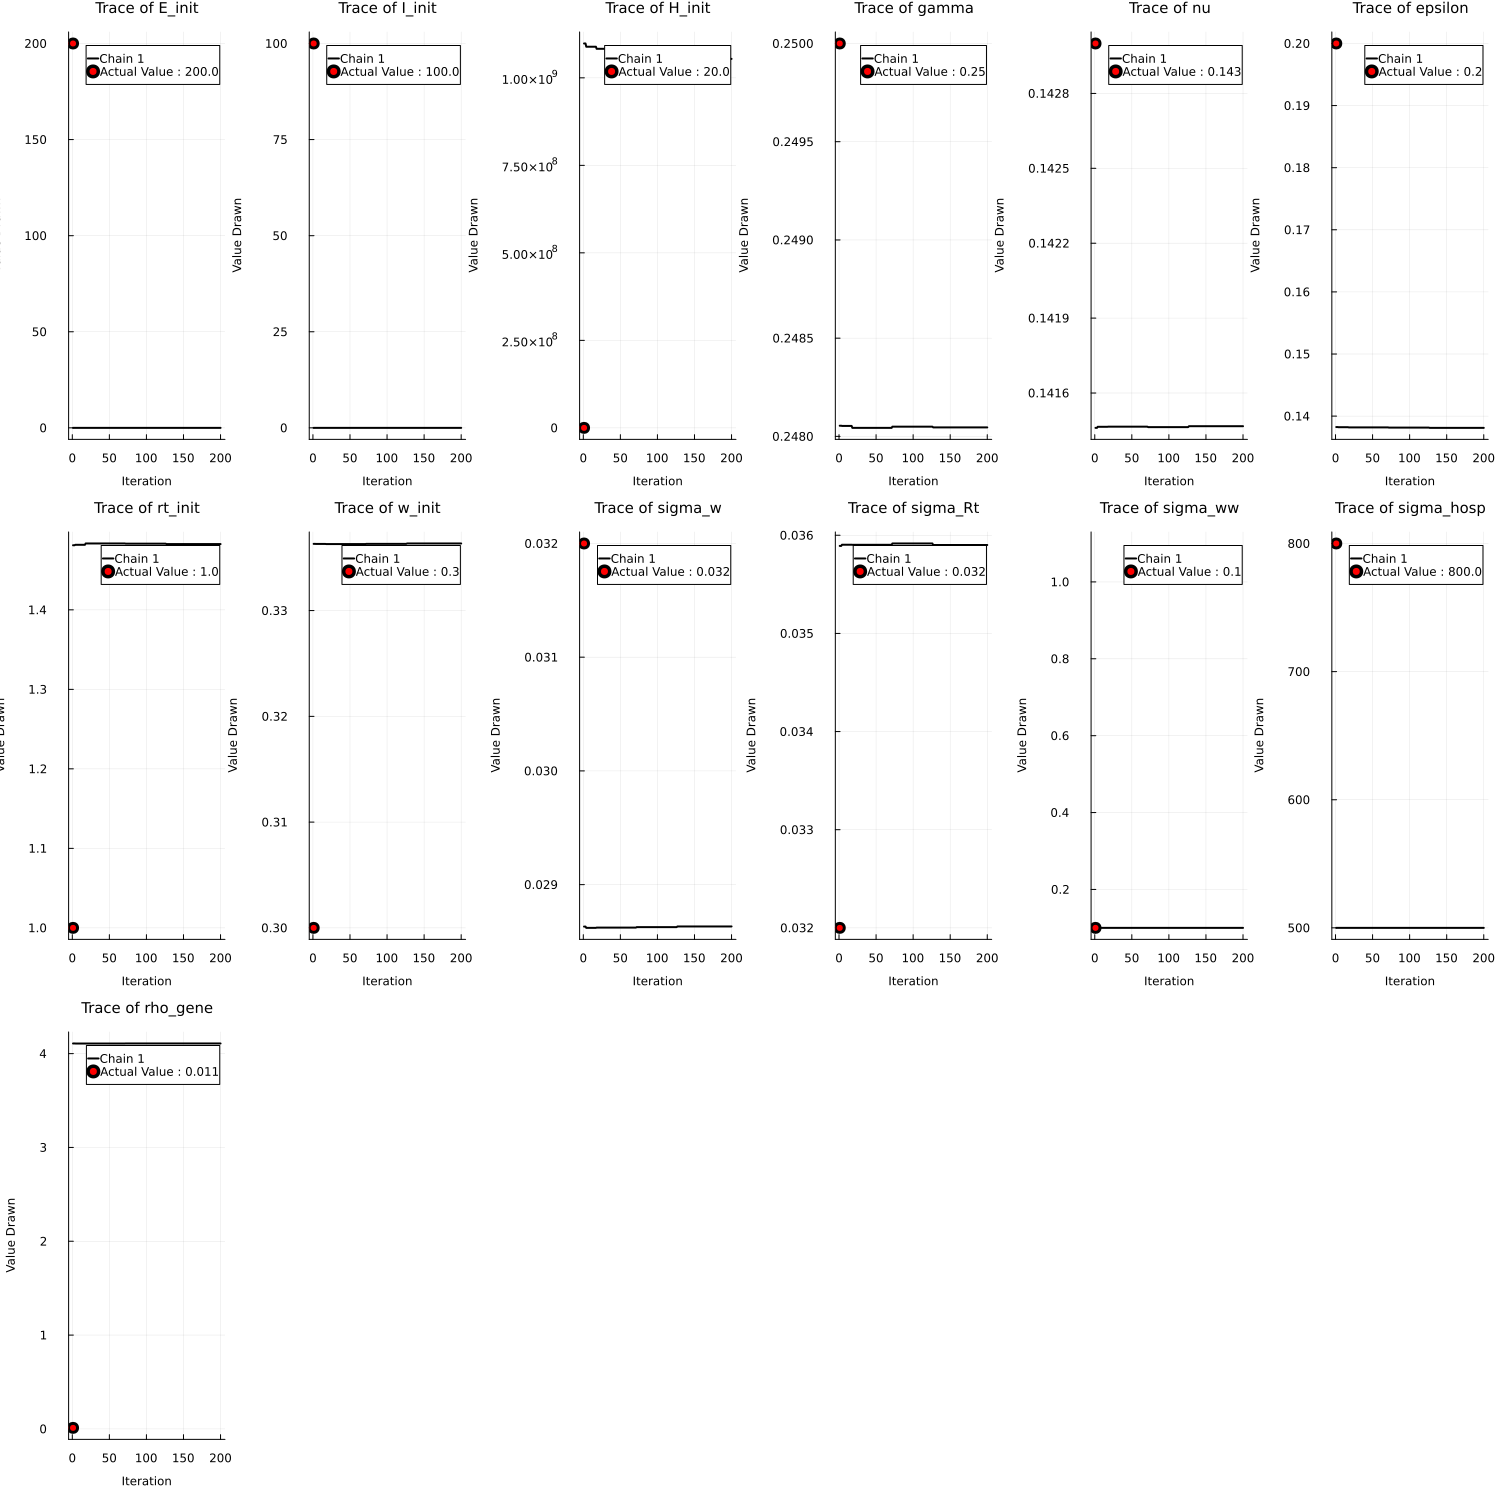 Trace of E_init
200
150
100
50
0
Chain 1
Actual Value : 200.0
0 50 100 150 200
Iteration
Trace of I_init
Value Drawn
100
75
50
25
0
Chain 1
Actual Value : 100.0
0 50 100 150 200
Iteration
Trace of H_init
Value Drawn
1.00×10⁹
7.50×10⁸
5.00×10⁸
2.50×10⁸
0
Chain 1
Actual Value : 20.0
0 50 100 150 200
Iteration
Trace of gamma
Value Drawn
0.2500
0.2495
0.2490
0.2485
0.2480
Chain 1
Actual Value : 0.25
0 50 100 150 200
Iteration
Trace of nu
Value Drawn
0.1428
0.1425
0.1422
0.1419
0.1416
Chain 1
Actual Value : 0.143
0 50 100 150 200
Iteration
Trace of epsilon
Value Drawn
0.20
0.19
0.18
0.17
0.16
0.15
0.14
Chain 1
Actual Value : 0.2
0 50 100 150 200
Iteration
Trace of rt_init
Value Drawn
1.4
1.3
1.2
1.1
1.0
Chain 1
Actual Value : 1.0
0 50 100 150 200
Iteration
Trace of w_init
Value Drawn
0.33
0.32
0.31
0.30
Chain 1
Actual Value : 0.3
0 50 100 150 200
Iteration
Trace of sigma_w
Value Drawn
0.032
0.031
0.030
0.029
Chain 1
Actual Value : 0.032
0 50 100 150 200
Iteration
Trace of sigma_Rt
Value Drawn
0.036
0.035
0.034
0.033
0.032
Chain 1
Actual Value : 0.032
0 50 100 150 200
Iteration
Trace of sigma_ww
Value Drawn
1.0
0.8
0.6
0.4
0.2
Chain 1
Actual Value : 0.1
0 50 100 150 200
Iteration
Trace of sigma_hosp
Value Drawn
800
700
600
500
Chain 1
Actual Value : 800.0
0 50 100 150 200
Iteration
Trace of rho_gene
Value Drawn
4
3
2
1
0
Chain 1
Actual Value : 0.011
0 50 100 150 200
Iteration